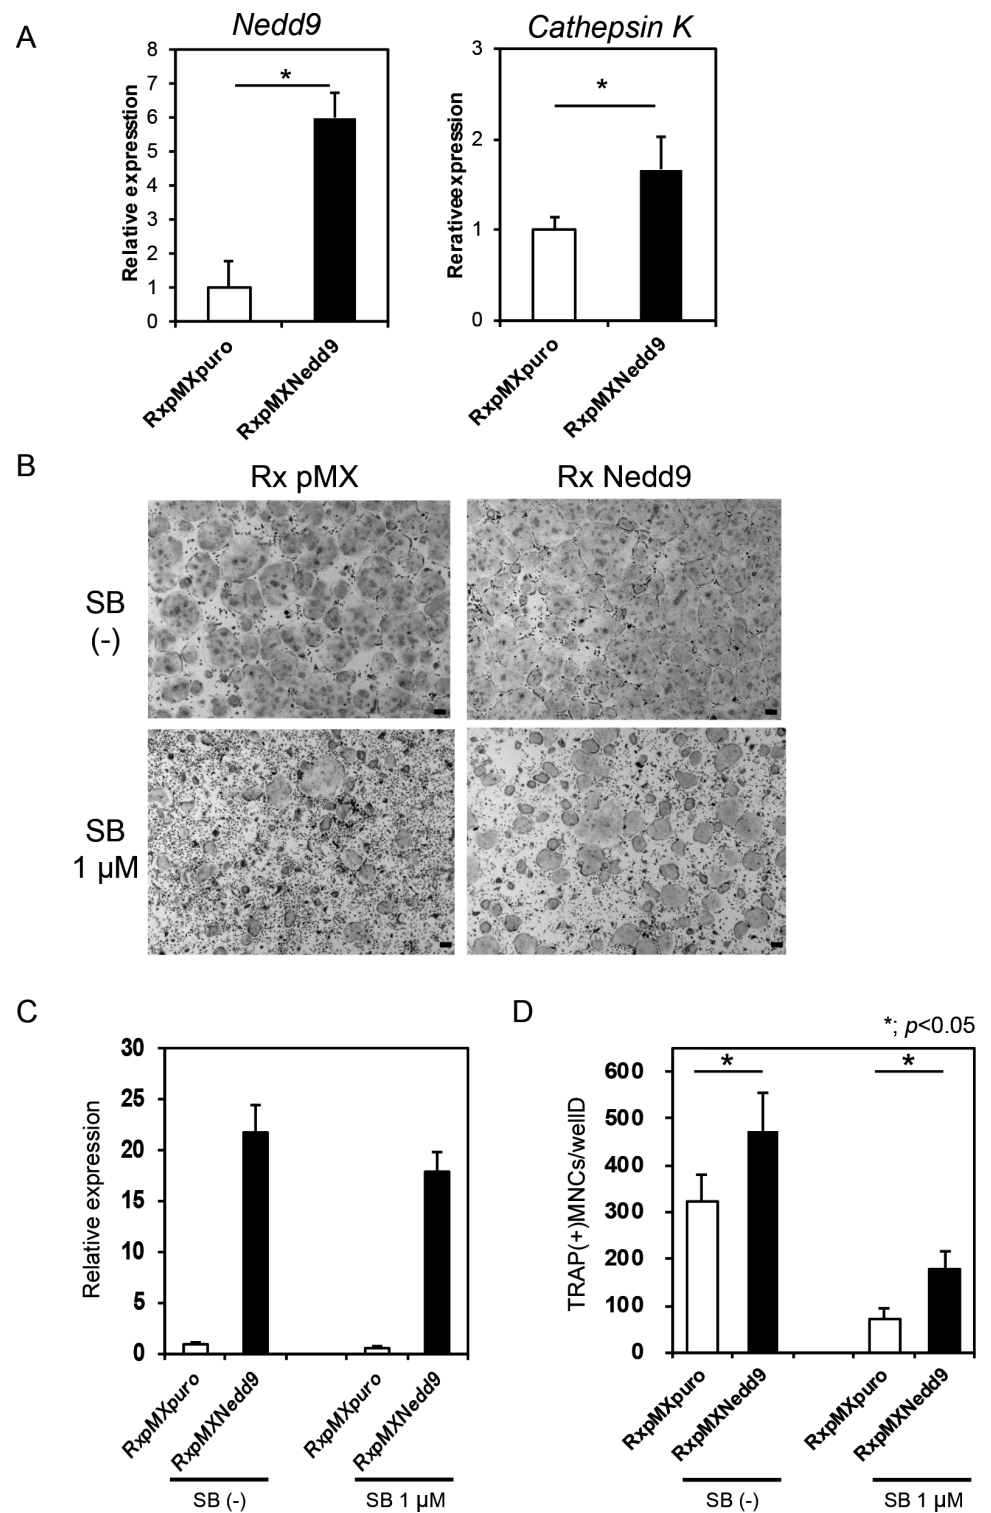 A
Nedd9
Relative expresstion
8
7
6
5
4
3
2
1
0
*
RxpMXpuro
RxpMXNedd9
Cathepsin K
Rerativeexpression
3
2
1
0
*
RxpMXpuro
RxpMXNedd9
B
Rx pMX
Rx Nedd9
SB
(-)
SB
1 µM
C
Relative expression
30
25
20
15
10
5
0
RxpMXpuro
RxpMXNedd9
RxpMXpuro
RxpMXNedd9
SB (-)
SB 1 µM
D
*; p<0.05
TRAP(+)MNCs/wellD
600
500
400
300
200
100
0
*
*
RxpMXpuro
RxpMXNedd9
RxpMXpuro
RxpMXNedd9
SB (-)
SB 1 µM